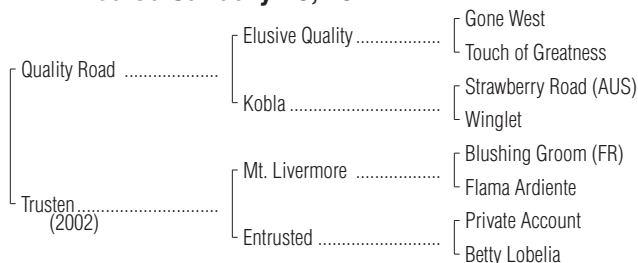 Gone West
Elusive Quality ..................
Touch of Greatness
Quality Road ....................
Strawberry Road (AUS)
Kobla ................................
Winglet
Blushing Groom (FR)
Mt. Livermore ..................
Flama Ardiente
Trusten..............................
(2002)
Private Account
Entrusted .........................
Betty Lobelia